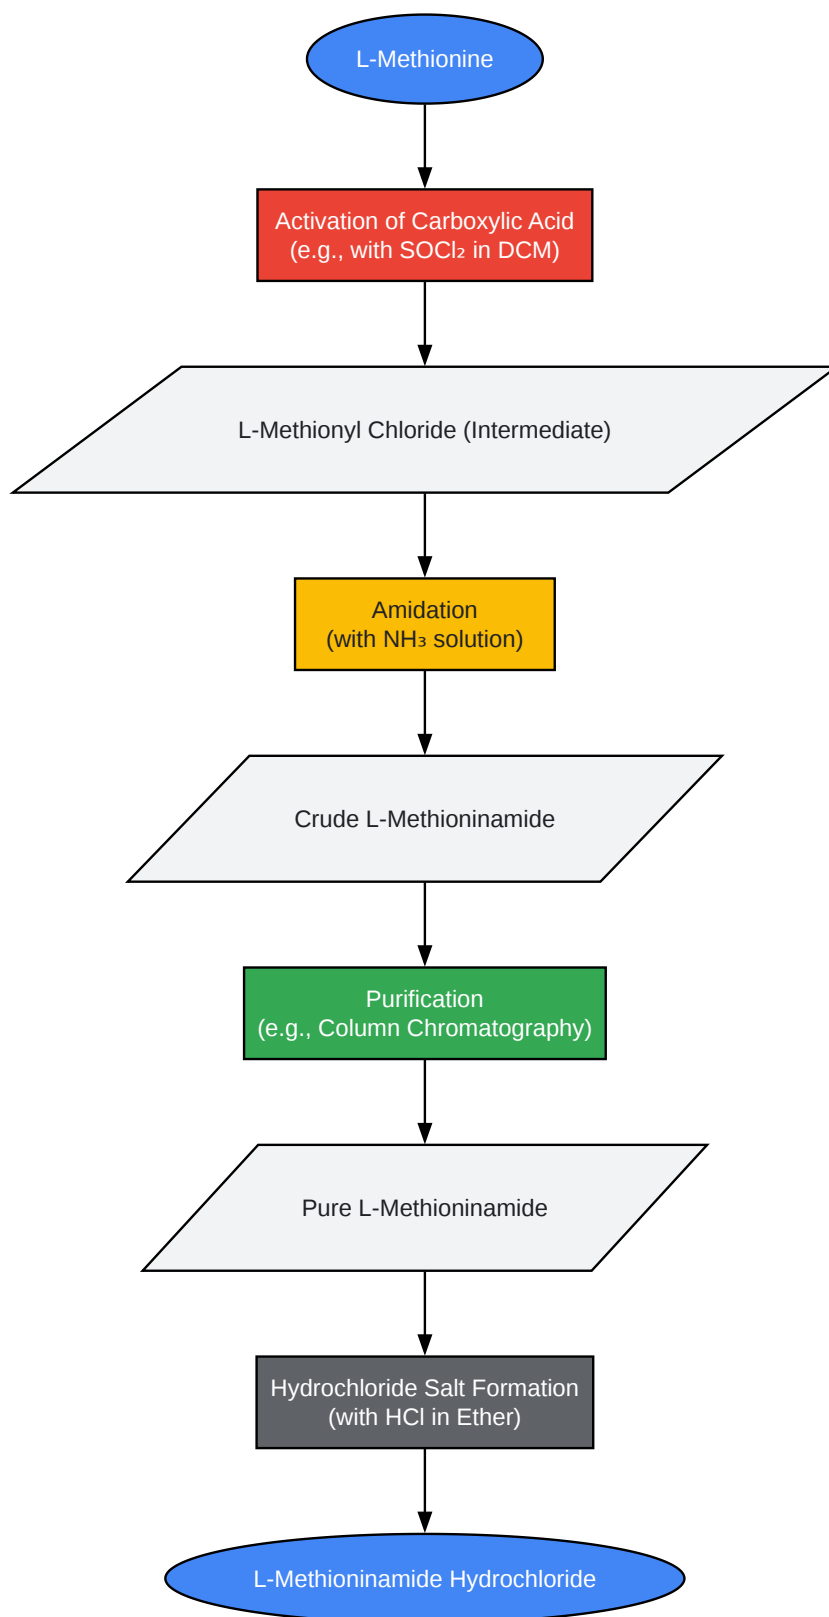 L-Methionine
Activation of Carboxylic Acid
(e.g., with SOCl₂ in DCM)
L-Methionyl Chloride (Intermediate)
Amidation
(with NH₃ solution)
Crude L-Methioninamide
Purification
(e.g., Column Chromatography)
Pure L-Methioninamide
Hydrochloride Salt Formation
(with HCl in Ether)
L-Methioninamide Hydrochloride